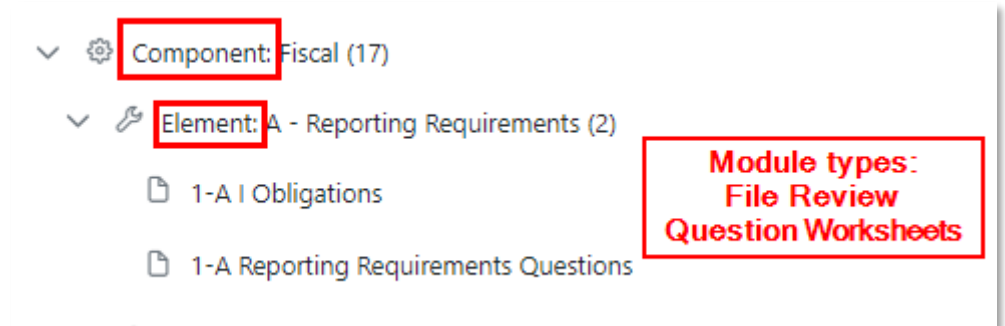 Component: Fiscal (17)
Element: A - Reporting Requirements (2)
1-A I Obligations
1-A Reporting Requirements Questions
Module types:
File Review
Question Worksheets